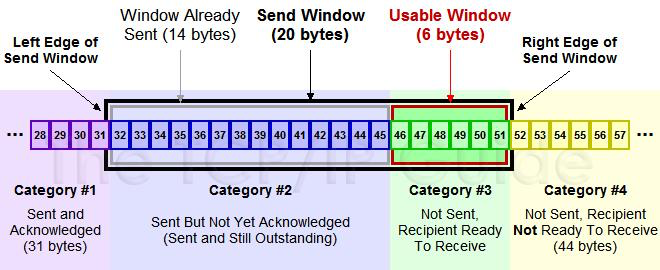 Window Already
Sent (14 bytes)
Send Window
(20 bytes)
Usable Window
(6 bytes)
Left Edge of
Send Window
Right Edge of
Send Window
... 28 29 30 31 32 33 34 35 36 37 38 39 40 41 42 43 44 45 46 47 48 49 50 51 52 53 54 55 56 57 ...
The TCP/IP Guide
Category #1
Sent and
Acknowledged
(31 bytes)
Category #2
Sent But Not Yet Acknowledged
(Sent and Still Outstanding)
Category #3
Not Sent,
Recipient Ready
To Receive
Category #4
Not Sent, Recipient
Not Ready To Receive
(44 bytes)